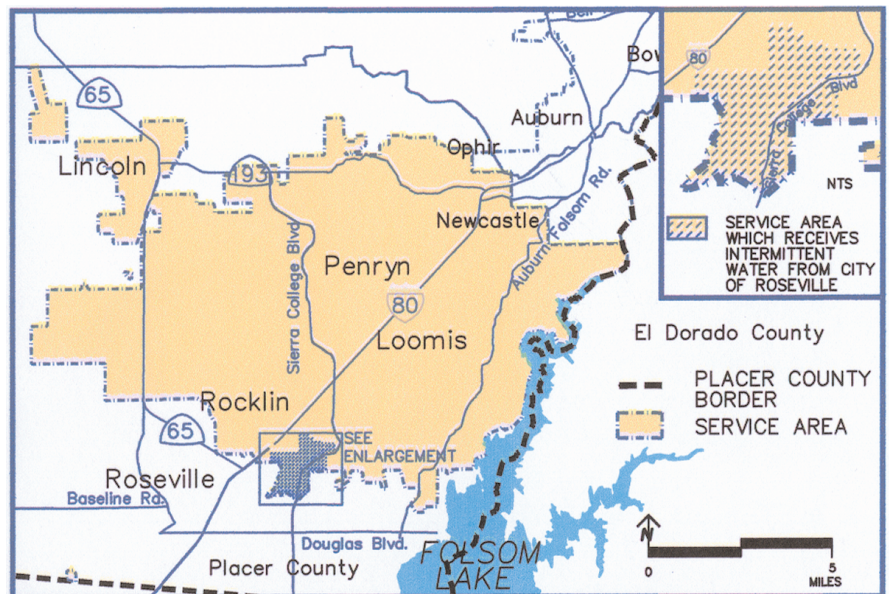 65
Bell
Bow
Auburn
Ophir
Lincoln
193
Newcastle
Auburn Folsom Rd.
Sierra College Blvd
Penryn
80
Loomis
Rocklin
65
SEE
ENLARGEMENT
Roseville
Baseline Rd.
Douglas Blvd.
Placer County
FOLSOM
LAKE
80
Sierra College Blvd
NTS
SERVICE AREA
WHICH RECEIVES
INTERMITTENT
WATER FROM CITY
OF ROSEVILLE
El Dorado County
PLACER COUNTY
BORDER
SERVICE AREA
N
0
5
MILES